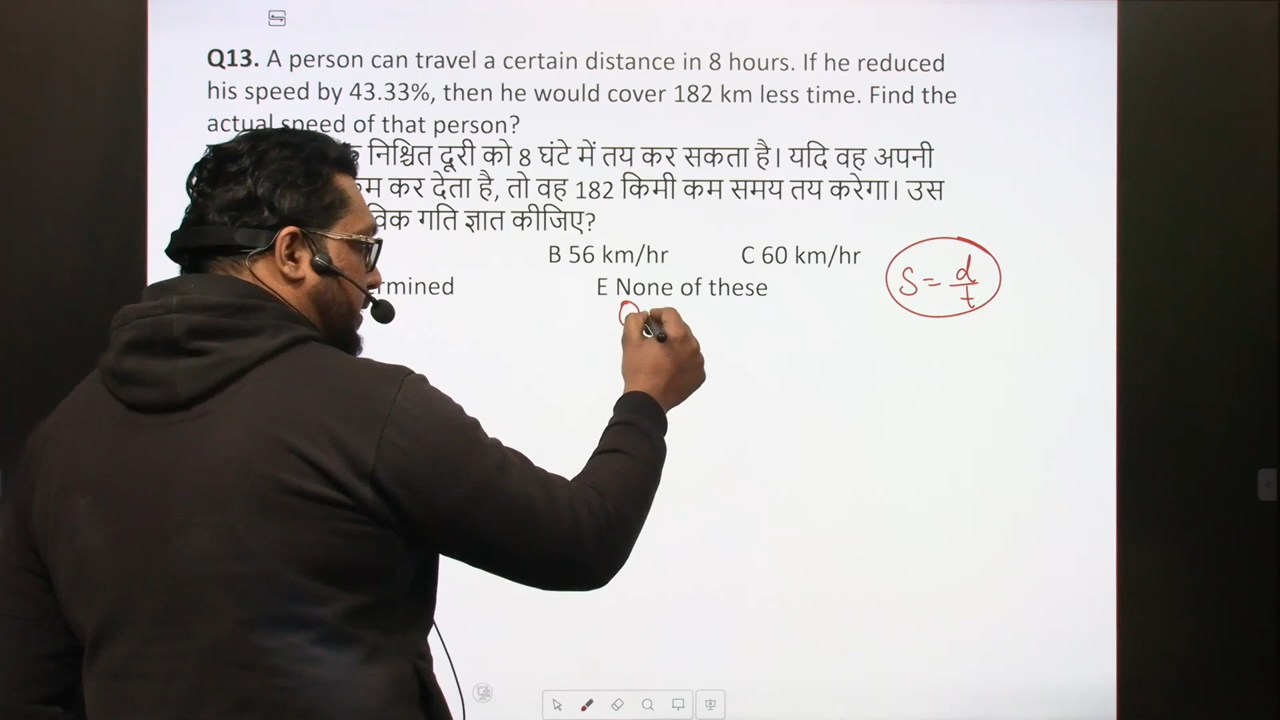 Q13. A person can travel a certain distance in 8 hours. If he reduced
his speed by 43.33%, then he would cover 182 km less time. Find the
actual speed of that person?
निश्चित दूरी को 8 घंटे में तय कर सकता है। यदि वह अपनी
कर देता है, तो वह 182 किमी कम समय तय करेगा। उस
गति ज्ञात कीजिए?
B 56 km/hr C 60 km/hr
E None of these
S = d/t